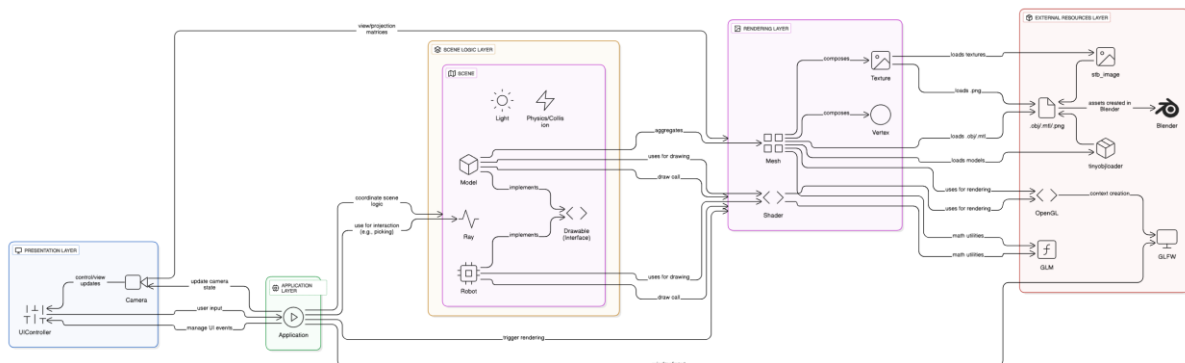 view/projection
matrices
SCENE LOGIC LAYER
SCENE
Light
Physics/Collis
ion
Model
implements
Ray
Drawable
(Interface)
implements
Robot
RENDERING LAYER
composes
Texture
composes
Vertex
Mesh
Shader
aggregates
uses for drawing
draw call
uses for drawing
draw call
EXTERNAL RESOURCES LAYER
loads textures
stb_image
loads .png
assets created in
Blender
.obj/.mtl/.png
Blender
loads .obj/.mtl
loads models
tinyobjloader
uses for rendering
uses for rendering
OpenGL
context creation
math utilities
math utilities
GLM
GLFW
coordinate scene
logic
use for interaction
(e.g., picking)
PRESENTATION LAYER
control/view
updates
Camera
update camera
state
UIController
user input
manage UI events
APPLICATION
LAYER
Application
trigger rendering